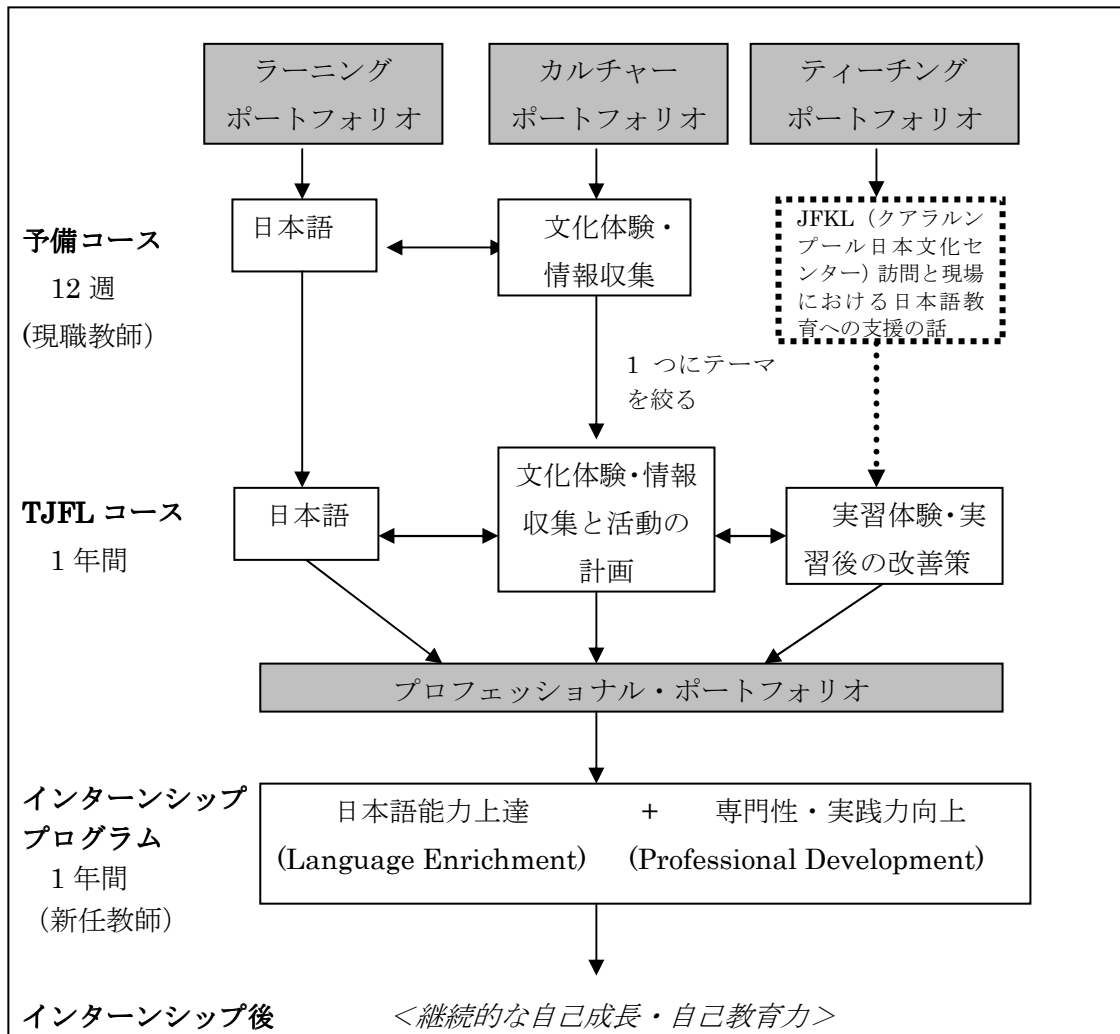 ラーニング
ポートフォリオ
カルチャー
ポートフォリオ
ティーチング
ポートフォリオ
予備コース
12 週
(現職教師）
日本語
文化体験・
情報収集
JFKL（クアラルン
プール日本文化セ
ンター）訪問と現場
における日本語教
育への支援の話
1 つにテーマ
を絞る
TJFL コース
1 年間
日本語
文化体験・情報
収集と活動の
計画
実習体験・実
習後の改善策
プロフェッショナル・ポートフォリオ
インターンシップ
プログラム
1 年間
（新任教師）
日本語能力上達 + 専門性・実践力向上
(Language Enrichment) (Professional Development)
インターンシップ後 ＜継続的な自己成長・自己教育力＞